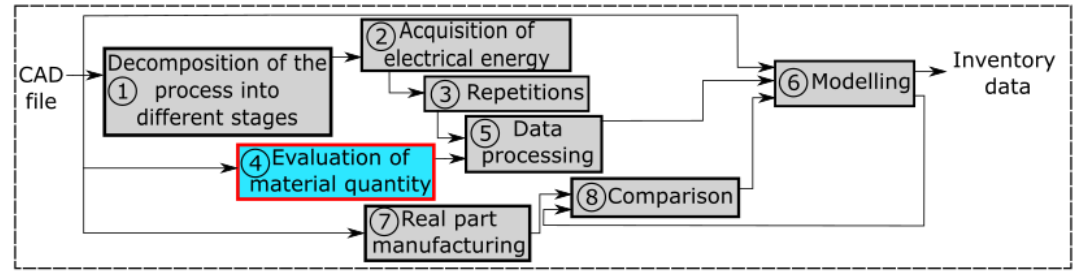 CAD
file
Decomposition of the
① process into
different stages
② Acquisition of
electrical energy
③ Repetitions
④ Evaluation of
material quantity
⑤ Data
processing
⑥ Modelling
Inventory
data
⑦ Real part
manufacturing
⑧ Comparison